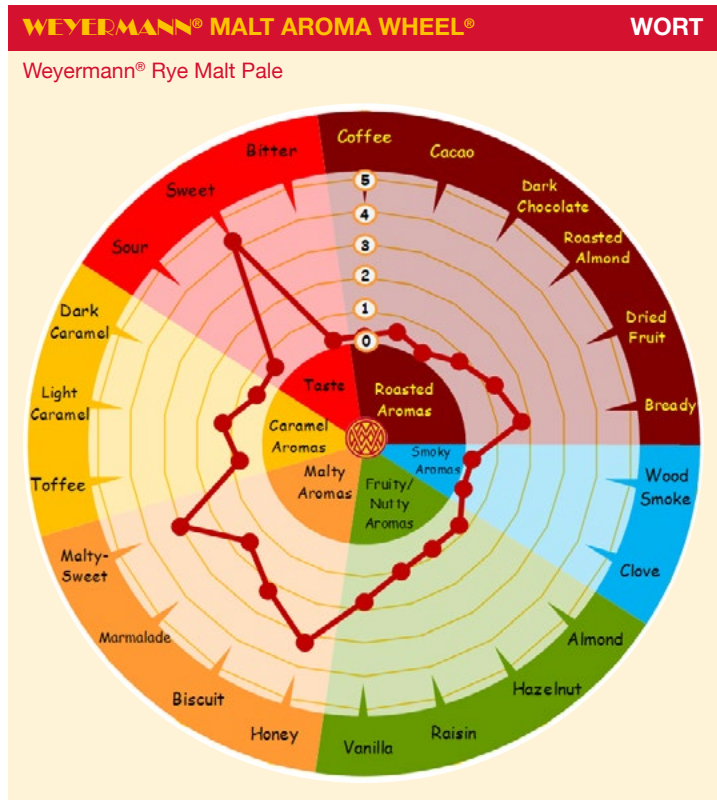 WEYERMANN® MALT AROMA WHEEL®
WORT
Weyermann® Rye Malt Pale
Coffee
Cacao
Dark
Chocolate
Roasted
Almond
Dried
Fruit
Bready
Wood
Smoke
Clove
Almond
Hazelnut
Raisin
Vanilla
Honey
Biscuit
Marmalade
Malty-
Sweet
Toffee
Light
Caramel
Dark
Caramel
Sour
Sweet
Bitter
5
4
3
2
1
0
Taste
Roasted
Aromas
Smoky
Aromas
Fruity/
Nutty
Aromas
Malty
Aromas
Caramel
Aromas